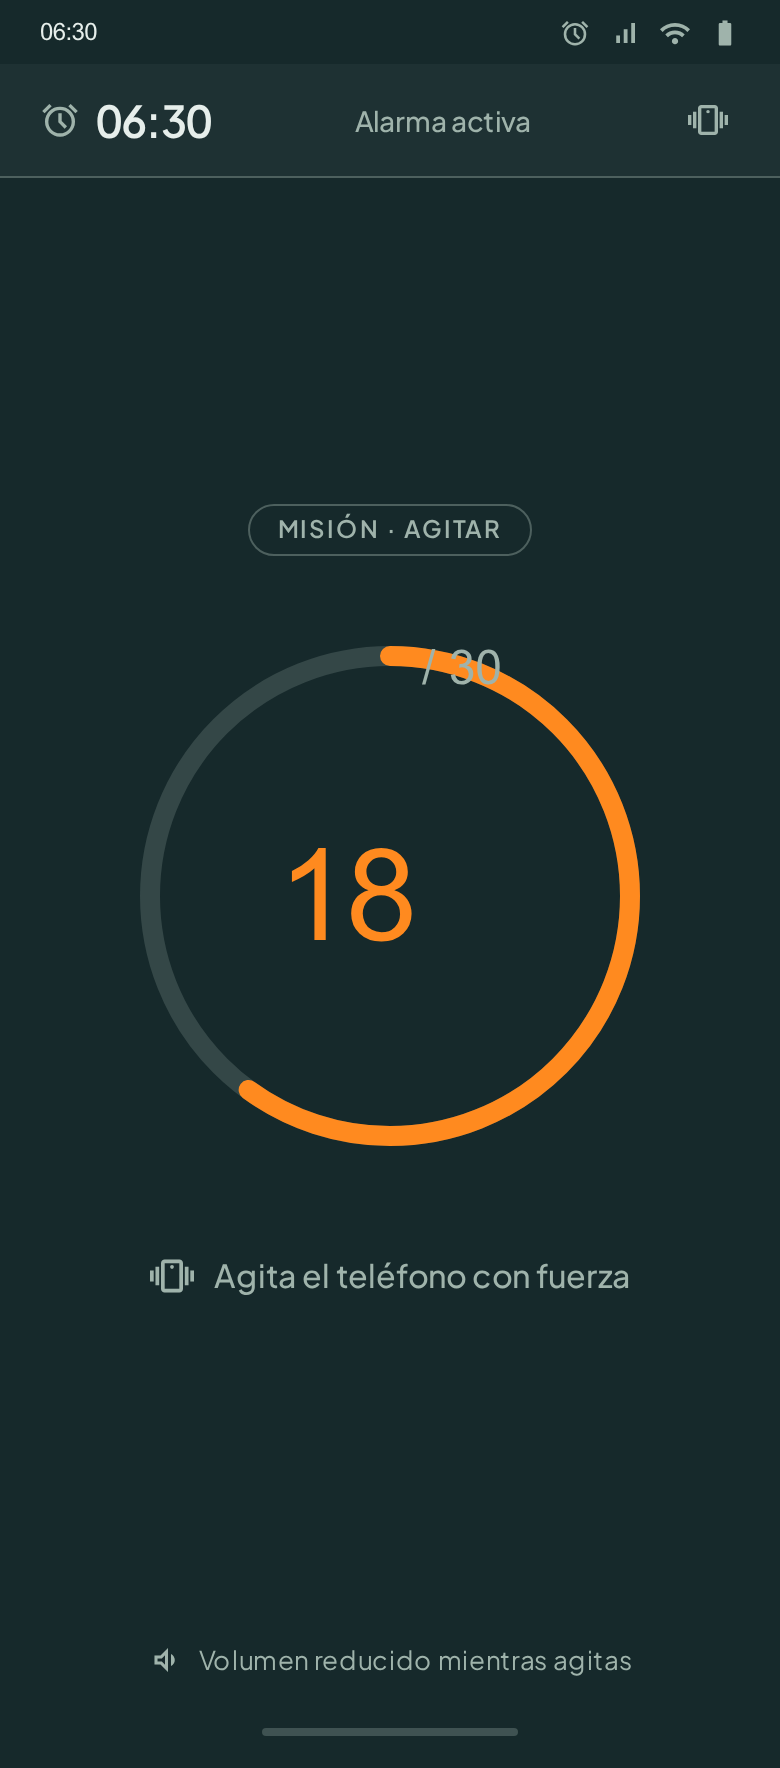 06:30
06:30 Alarma activa
MISIÓN · AGITAR
/ 30
18
Agita el teléfono con fuerza
Volumen reducido mientras agitas